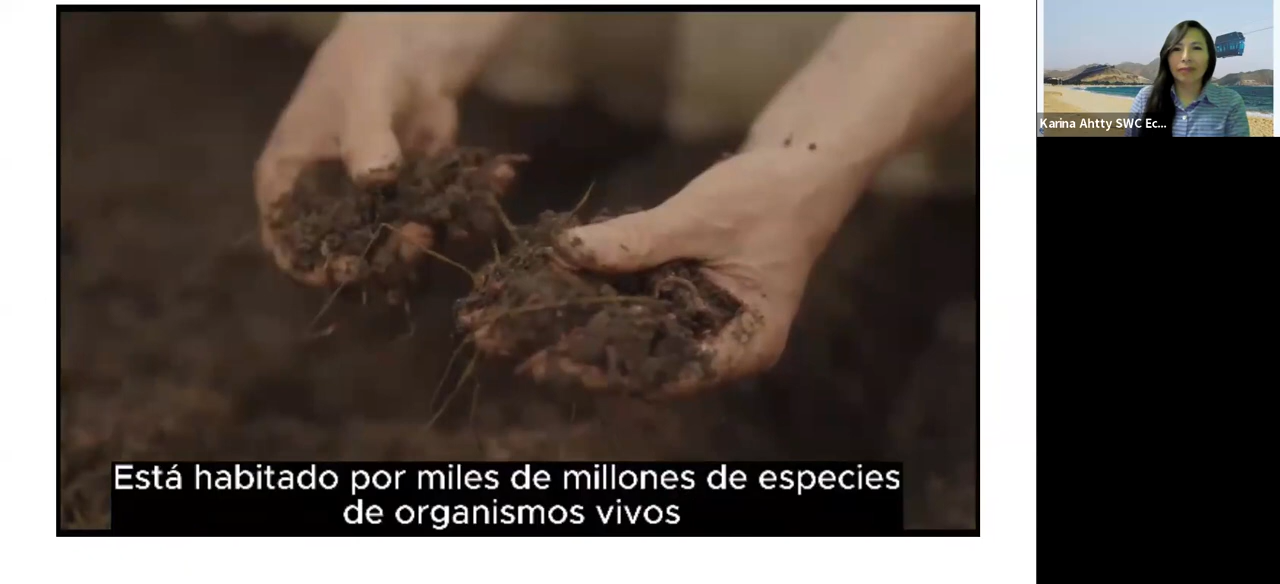 Karina Ahtty SWC Ec...
Está habitado por miles de millones de especies
de organismos vivos